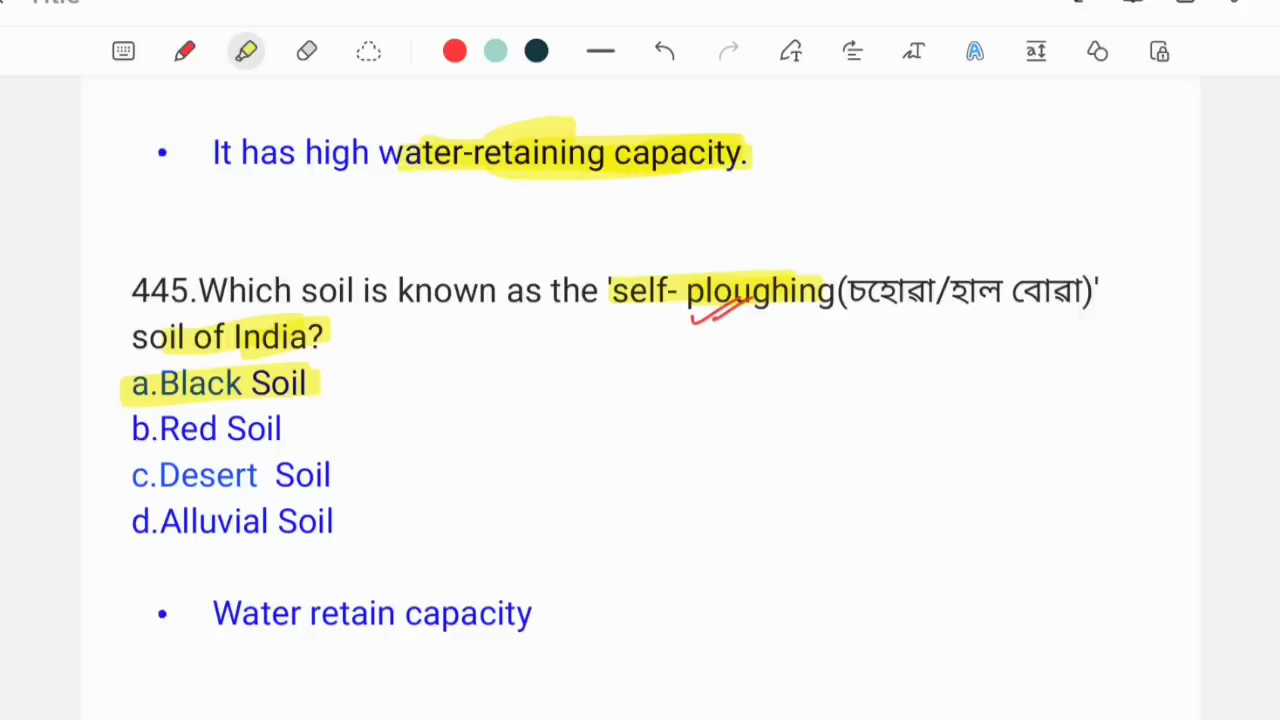 Title
• It has high water-retaining capacity.
445.Which soil is known as the 'self- ploughing(চহোৱা/হাল বোৱা)'
soil of India?
a.Black Soil
b.Red Soil
c.Desert Soil
d.Alluvial Soil
• Water retain capacity